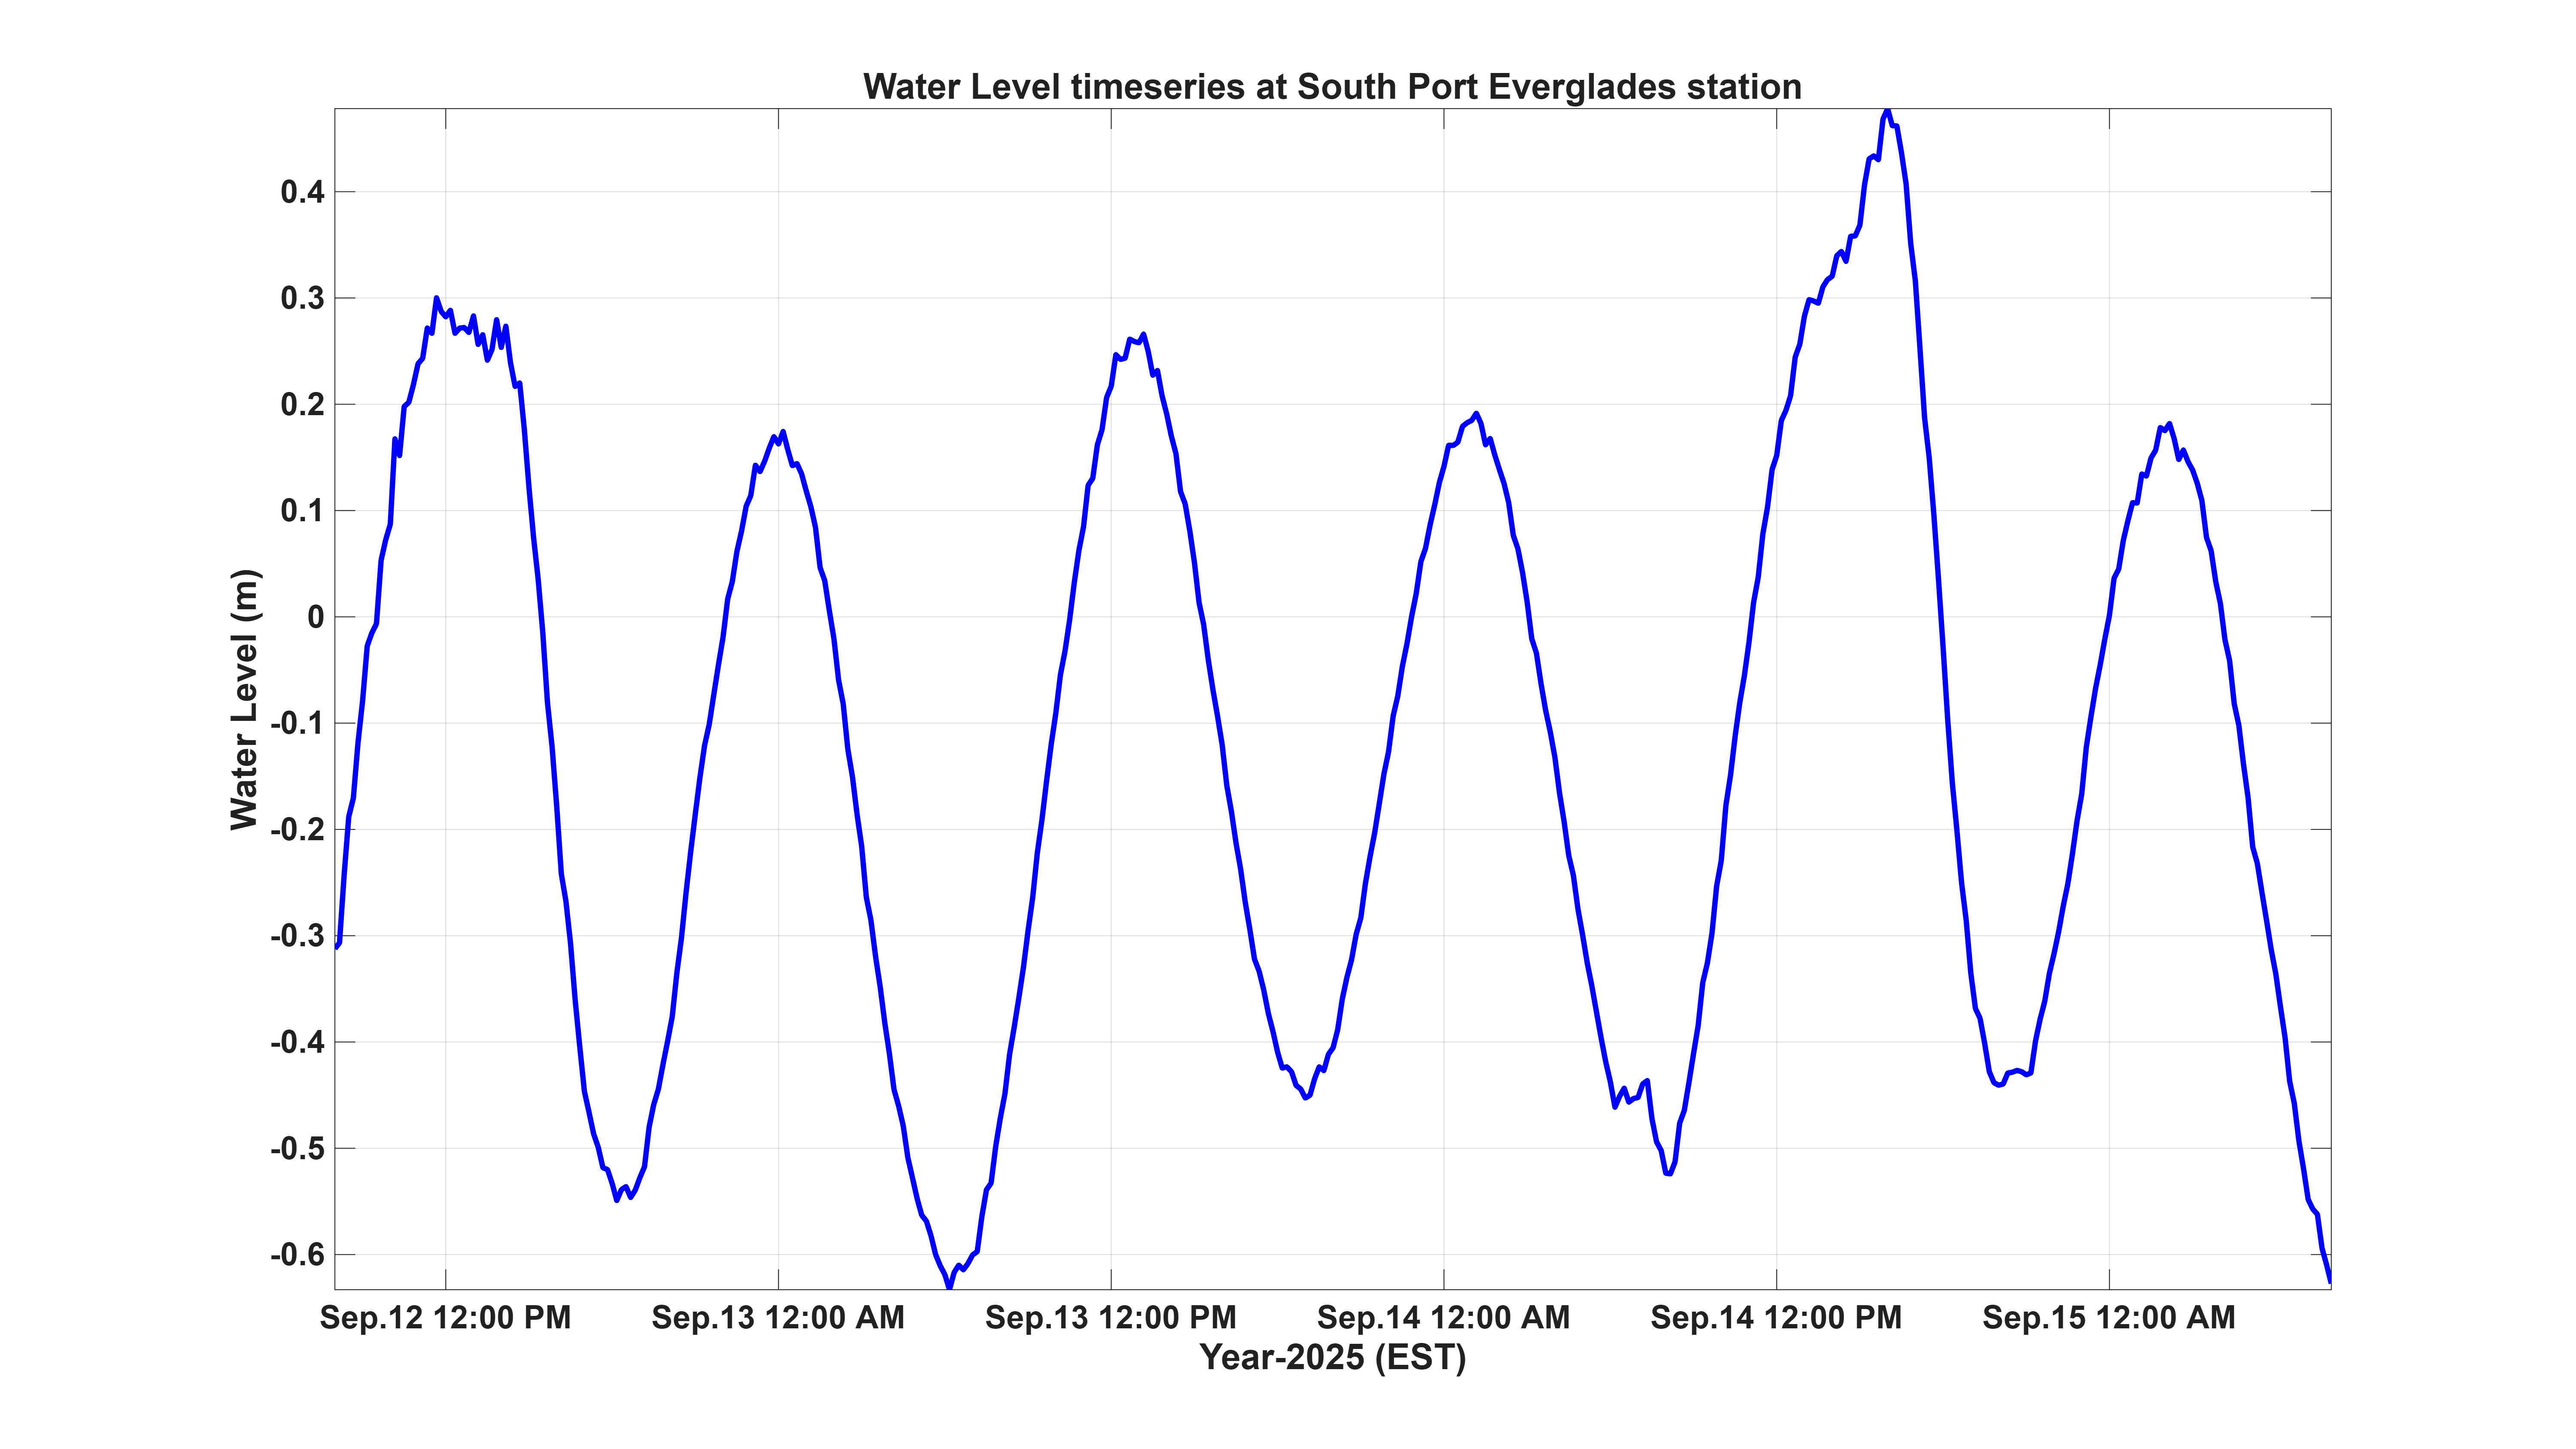 Water Level timeseries at South Port Everglades station
Water Level (m)
0.4
0.3
0.2
0.1
0
-0.1
-0.2
-0.3
-0.4
-0.5
-0.6
Sep.12 12:00 PM
Sep.13 12:00 AM
Sep.13 12:00 PM
Sep.14 12:00 AM
Sep.14 12:00 PM
Sep.15 12:00 AM
Year-2025 (EST)